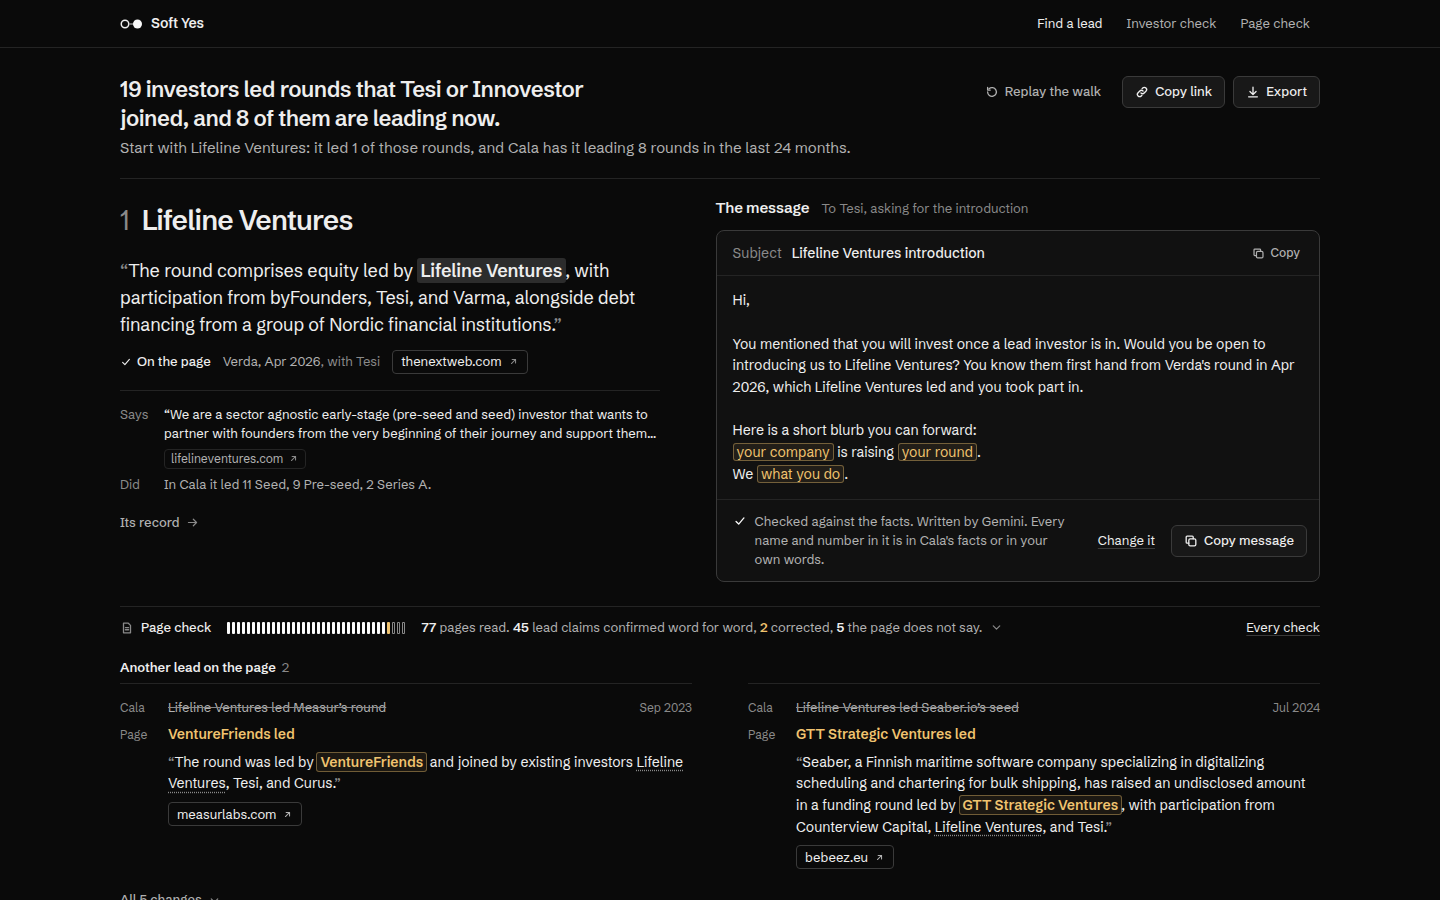 Soft Yes
Find a lead
Investor check
Page check
19 investors led rounds that Tesi or Innovestor
joined, and 8 of them are leading now.
Replay the walk
Copy link
Export
Start with Lifeline Ventures: it led 1 of those rounds, and Cala has it leading 8 rounds in the last 24 months.
1 Lifeline Ventures
“The round comprises equity led by Lifeline Ventures, with
participation from byFounders, Tesi, and Varma, alongside debt
financing from a group of Nordic financial institutions.”
On the page Verda, Apr 2026, with Tesi thenextweb.com
Says “We are a sector agnostic early-stage (pre-seed and seed) investor that wants to
partner with founders from the very beginning of their journey and support them...
lifelineventures.com
Did In Cala it led 11 Seed, 9 Pre-seed, 2 Series A.
Its record
The message To Tesi, asking for the introduction
Subject Lifeline Ventures introduction Copy
Hi,
You mentioned that you will invest once a lead investor is in. Would you be open to
introducing us to Lifeline Ventures? You know them first hand from Verda's round in Apr
2026, which Lifeline Ventures led and you took part in.
Here is a short blurb you can forward:
your company is raising your round.
We what you do.
Checked against the facts. Written by Gemini. Every
name and number in it is in Cala's facts or in your
own words.
Change it
Copy message
Page check 77 pages read. 45 lead claims confirmed word for word, 2 corrected, 5 the page does not say. Every check
Another lead on the page 2
Cala Lifeline Ventures led Measur's round Sep 2023
Page VentureFriends led
“The round was led by VentureFriends and joined by existing investors Lifeline
Ventures, Tesi, and Curus.”
measurlabs.com
Cala Lifeline Ventures led Seaber.io's seed Jul 2024
Page GTT Strategic Ventures led
“Seaber, a Finnish maritime software company specializing in digitalizing
scheduling and chartering for bulk shipping, has raised an undisclosed amount
in a funding round led by GTT Strategic Ventures, with participation from
Counterview Capital, Lifeline Ventures, and Tesi.”
bebeez.eu
All 5 changes